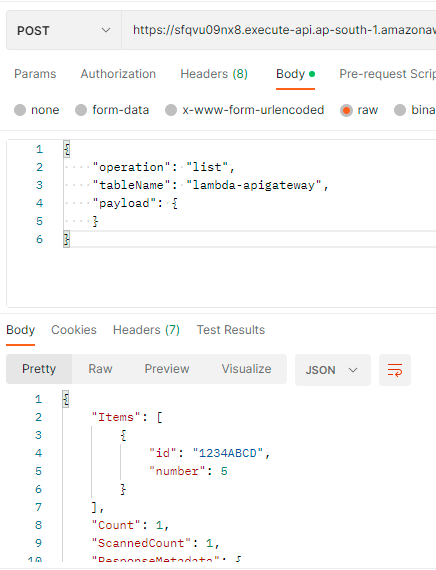 POST https://sfqvu09nx8.execute-api.ap-south-1.amazonaw
Params Authorization Headers (8) Body Pre-request Scrip
none form-data x-www-form-urlencoded raw bina
1 {
2 "operation": "list",
3 "tableName": "lambda-apigateway",
4 "payload": {
5 }
6 }
Body Cookies Headers (7) Test Results
Pretty Raw Preview Visualize JSON
1 {
2 "Items": [
3 {
4 "id": "1234ABCD",
5 "number": 5
6 }
7 ],
8 "Count": 1,
9 "ScannedCount": 1,
10 "ResponseMetadata": {